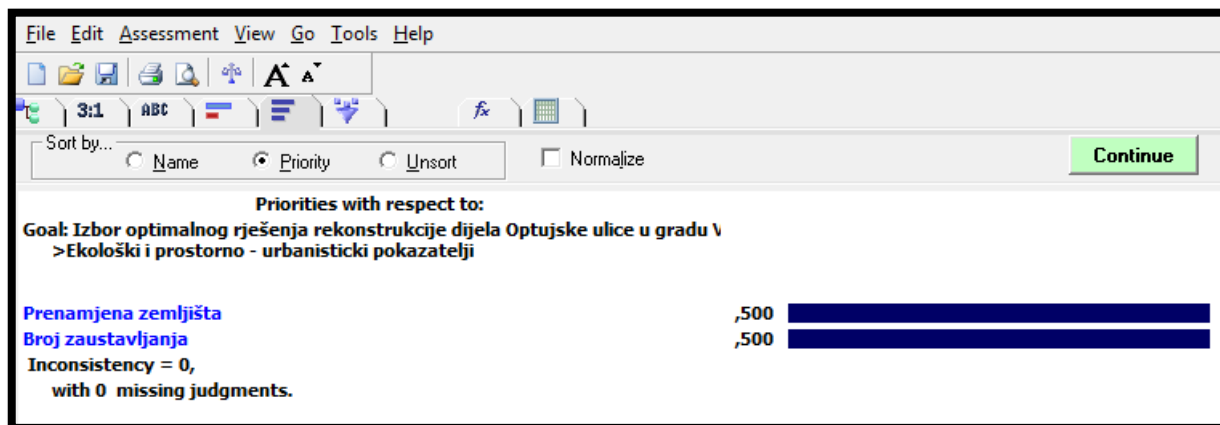 File Edit Assessment View Go Tools Help
A A
3:1 ABC fx
Sort by... Name Priority Unsort Normalize Continue
Priorities with respect to:
Goal: Izbor optimalnog rješenja rekonstrukcije dijela Optujske ulice u gradu V
>Ekološki i prostorno - urbanisticki pokazatelji
Prenamjena zemljišta ,500
Broj zaustavljanja ,500
Inconsistency = 0,
with 0 missing judgments.